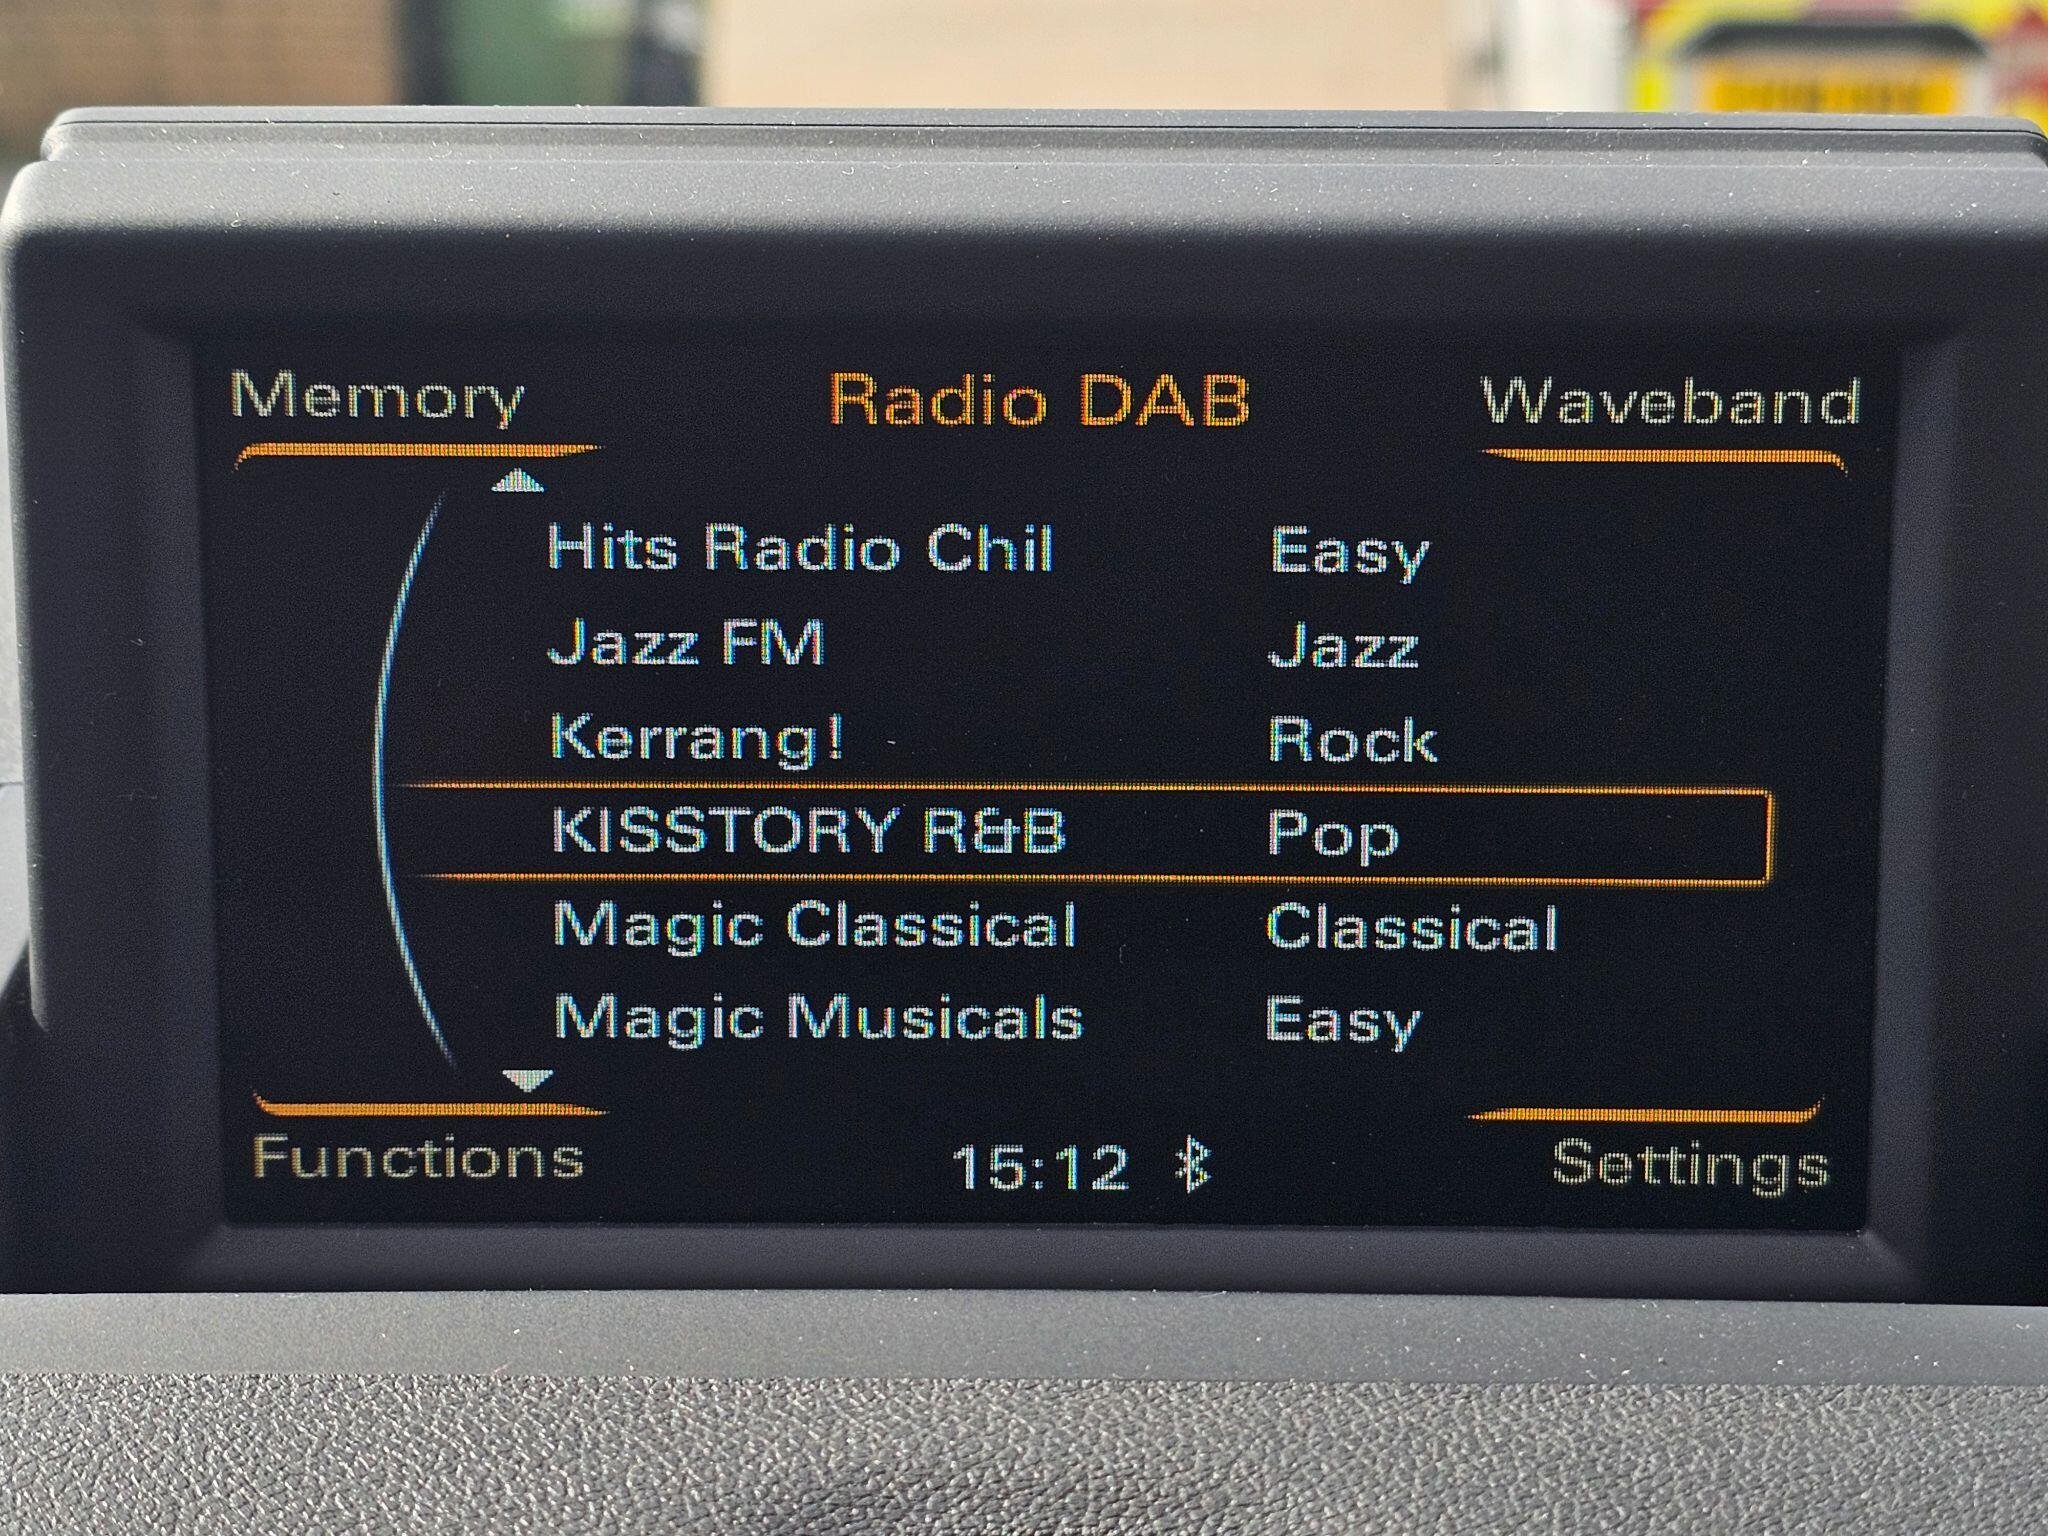 Memory Radio DAB Waveband
Hits Radio Chil Easy
Jazz FM Jazz
Kerrang! Rock
KISSTORY R&B Pop
Magic Classical Classical
Magic Musicals Easy
Functions 15:12 Settings